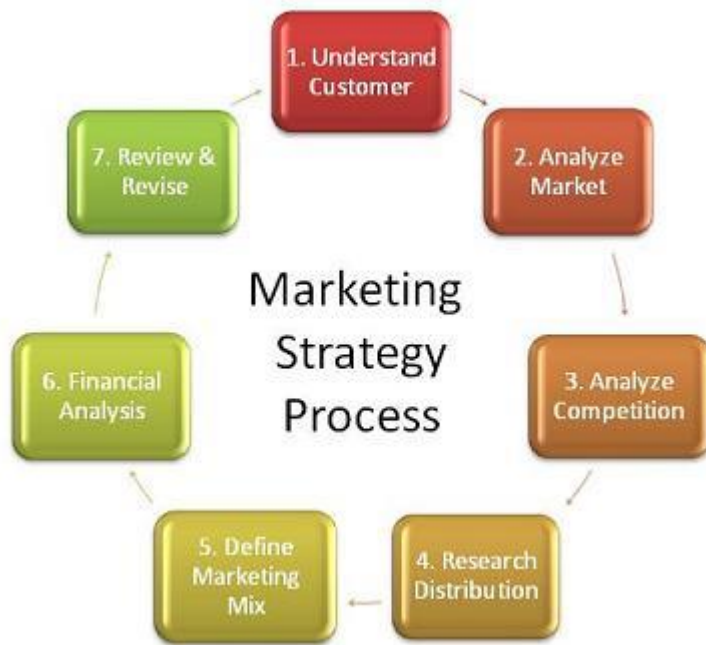 1. Understand
Customer
2. Analyze
Market
3. Analyze
Competition
4. Research
Distribution
5. Define
Marketing
Mix
6. Financial
Analysis
7. Review &
Revise
Marketing
Strategy
Process